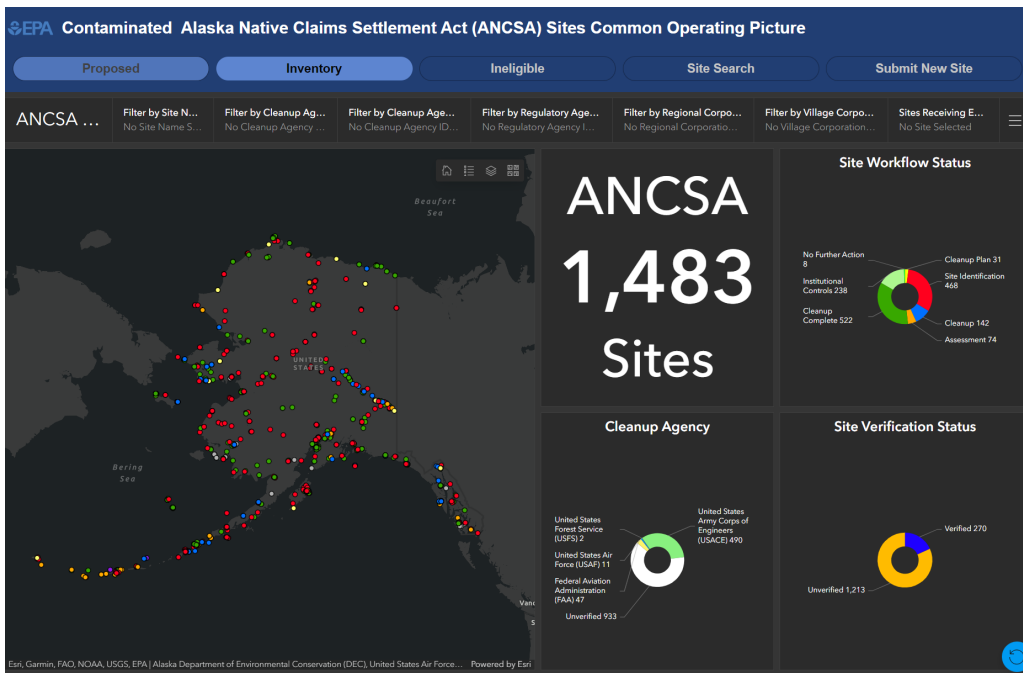 EPA Contaminated Alaska Native Claims Settlement Act (ANCSA) Sites Common Operating Picture
Proposed
Inventory
Ineligible
Site Search
Submit New Site
ANCSA ...
Filter by Site N...
No Site Name S...
Filter by Cleanup Ag...
No Cleanup Agency ...
Filter by Cleanup Age...
No Cleanup Agency ID...
Filter by Regulatory Age...
No Regulatory Agency I...
Filter by Regional Corpo...
No Regional Corporatio...
Filter by Village Corpo...
No Village Corporation...
Sites Receiving E...
No Site Selected
Beaufort
Sea
UNITED
STATES
Bering
Sea
Vanc
S
Esri, Garmin, FAO, NOAA, USGS, EPA | Alaska Department of Environmental Conservation (DEC), United States Air Force...
Powered by Esri
ANCSA
1,483
Sites
Site Workflow Status
No Further Action
8
Institutional
Controls 238
Cleanup
Complete 522
Cleanup Plan 31
Site Identification
468
Cleanup 142
Assessment 74
Cleanup Agency
United States
Forest Service
(USFS) 2
United States Air
Force (USAF) 11
Federal Aviation
Administration
(FAA) 47
Unverified 933
United States
Army Corps of
Engineers
(USACE) 490
Site Verification Status
Verified 270
Unverified 1,213